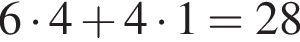 6 · 4 + 4 · 1 = 28